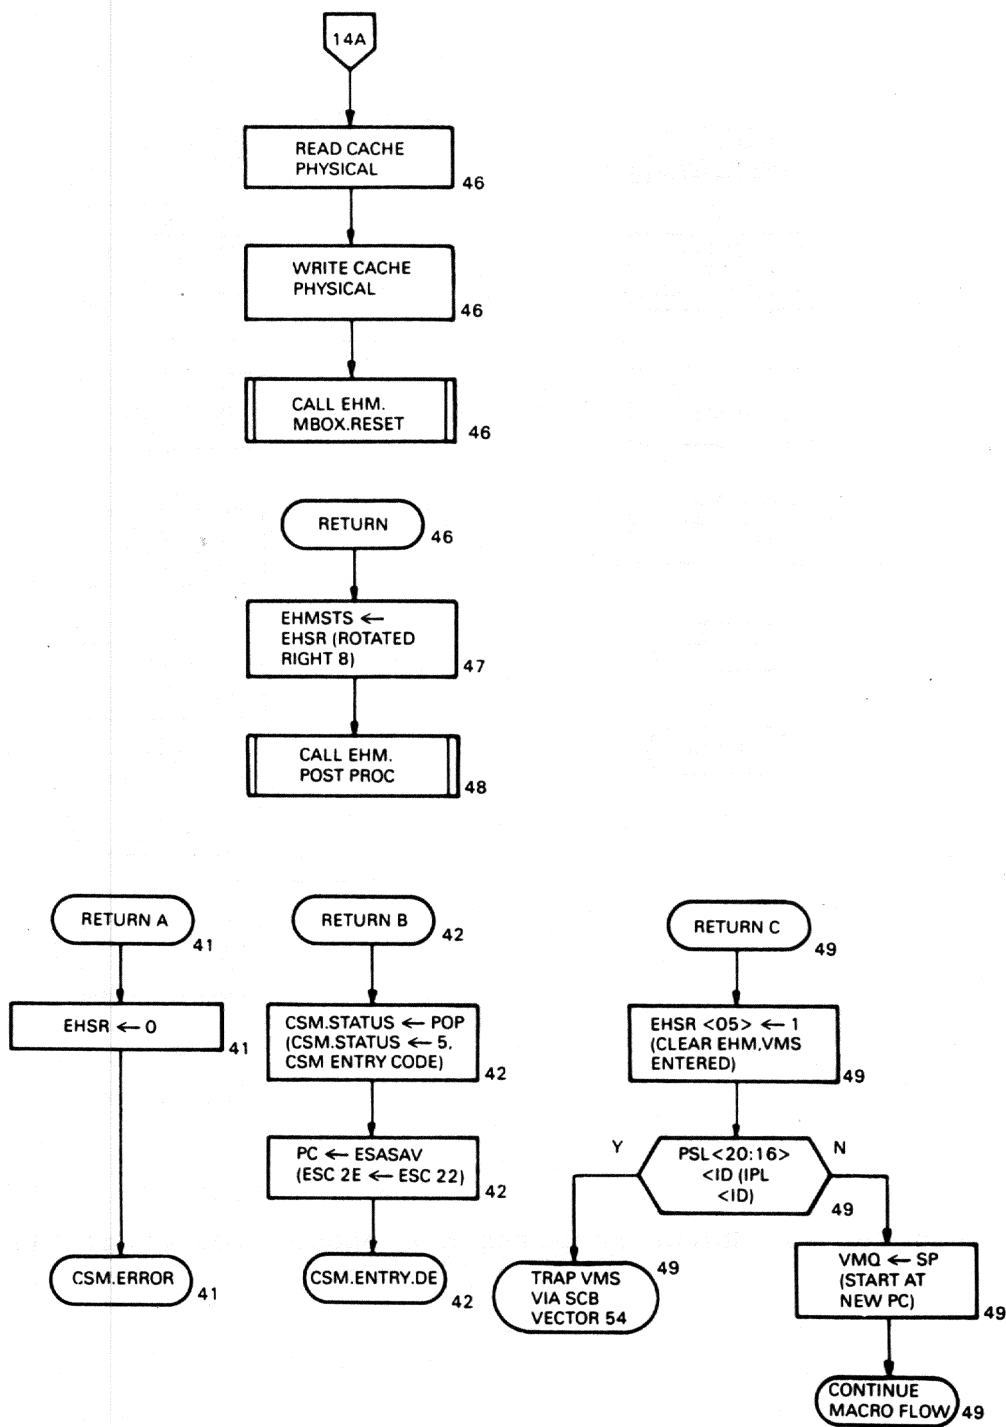 14A
READ CACHE
PHYSICAL
46
WRITE CACHE
PHYSICAL
46
CALL EHM.
MBOX.RESET
46
RETURN
46
EHMSTS ←
EHSR (ROTATED
RIGHT 8)
47
CALL EHM.
POST PROC
48
RETURN A
41
EHSR ← 0
41
CSM.ERROR
41
RETURN B
42
CSM.STATUS ← POP
(CSM.STATUS ← 5,
CSM ENTRY CODE)
42
PC ← ESASAV
(ESC 2E ← ESC 22)
42
CSM.ENTRY.DE
42
RETURN C
49
EHSR <05> ← 1
(CLEAR EHM,VMS
ENTERED)
49
Y
PSL<20:16>
<ID (IPL
<ID)
N
49
TRAP VMS
VIA SCB
VECTOR 54
49
VMQ ← SP
(START AT
NEW PC)
49
CONTINUE
MACRO FLOW
49